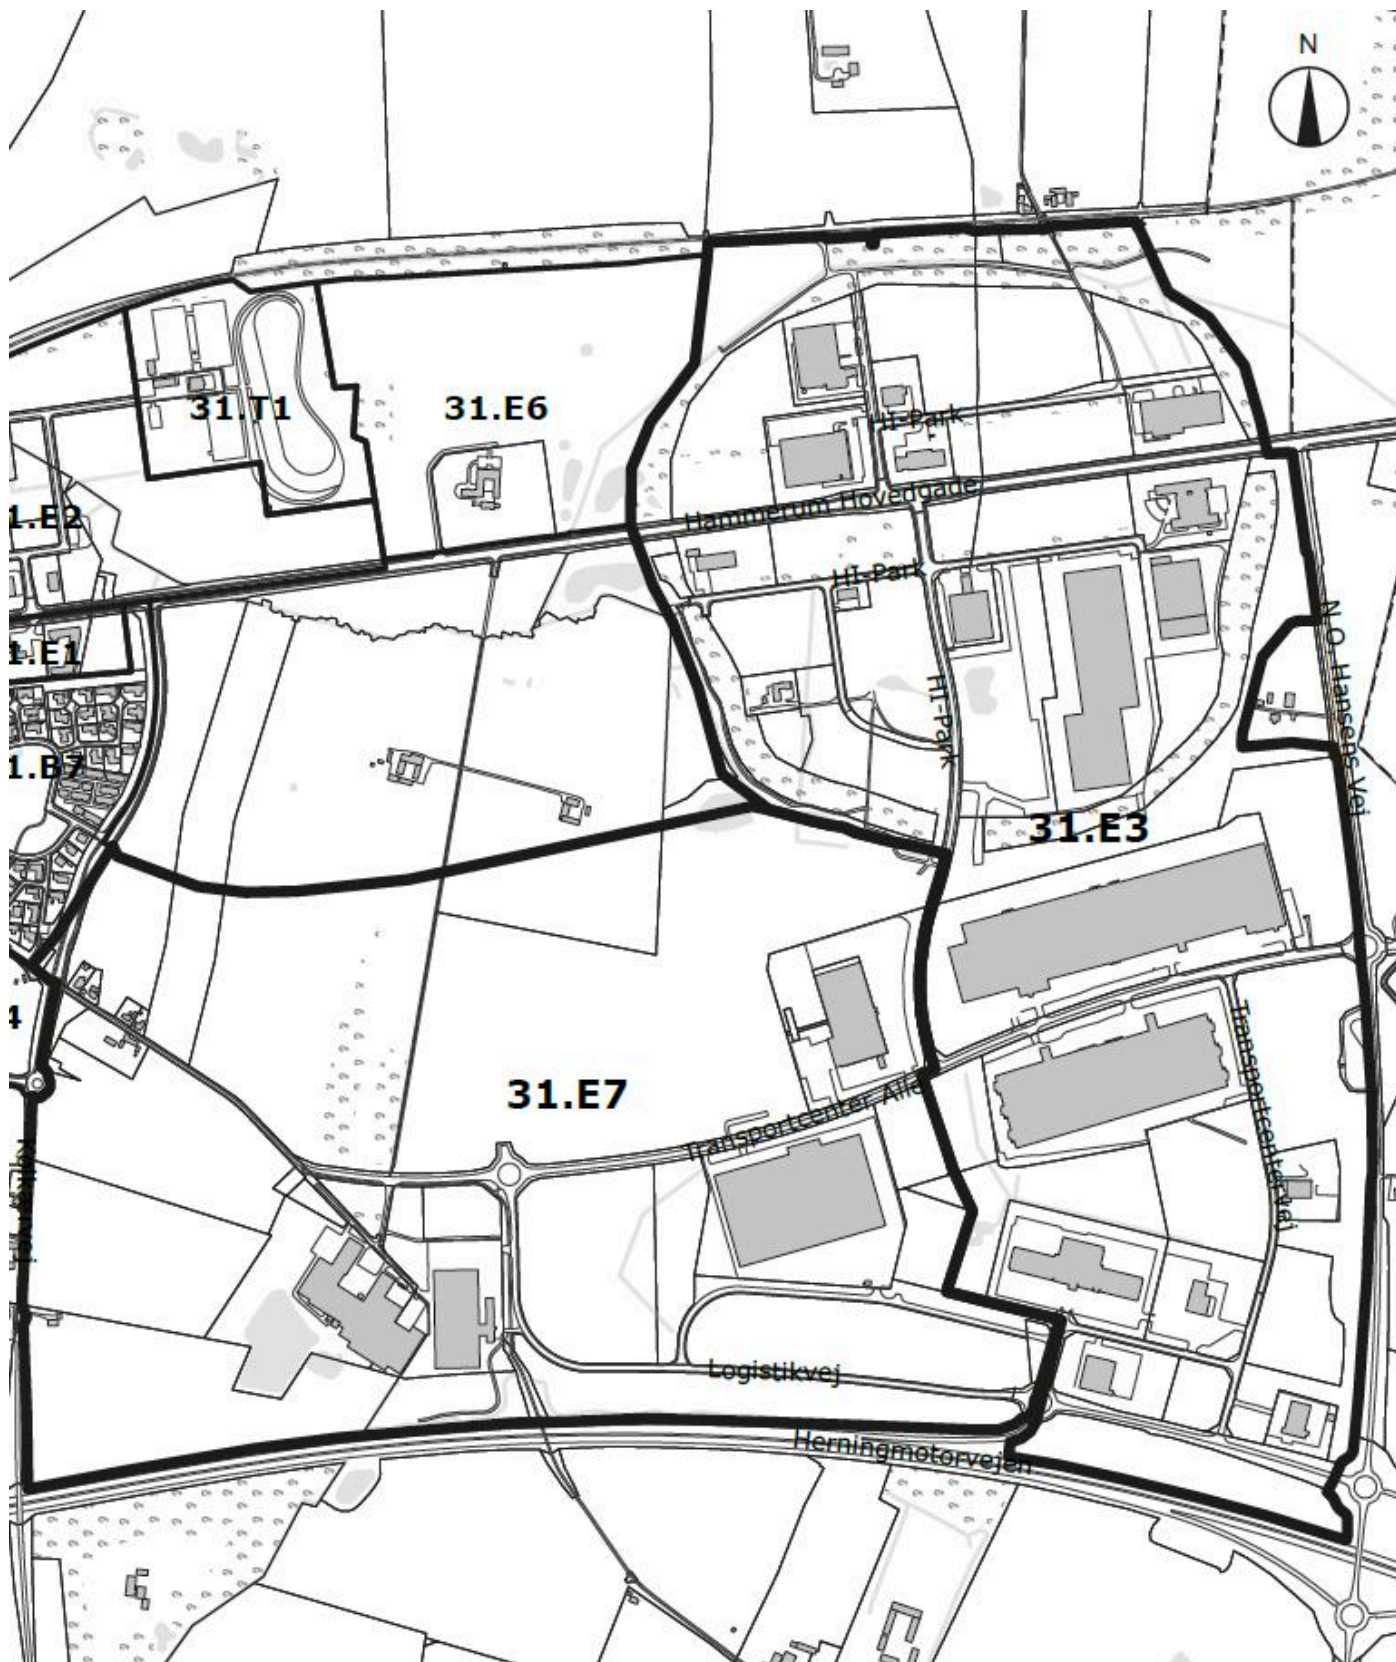 N
31.T1
31.E6
HI-Park
1.E2
Hammerum Hovedgade
HI-Park
1.E1
N.O. Hansens Vej
HI-Park
1.B7
31.E3
4
31.E7
Transportcenter Alle
Transportcentervej
Logistikvej
Herningmotorvejen